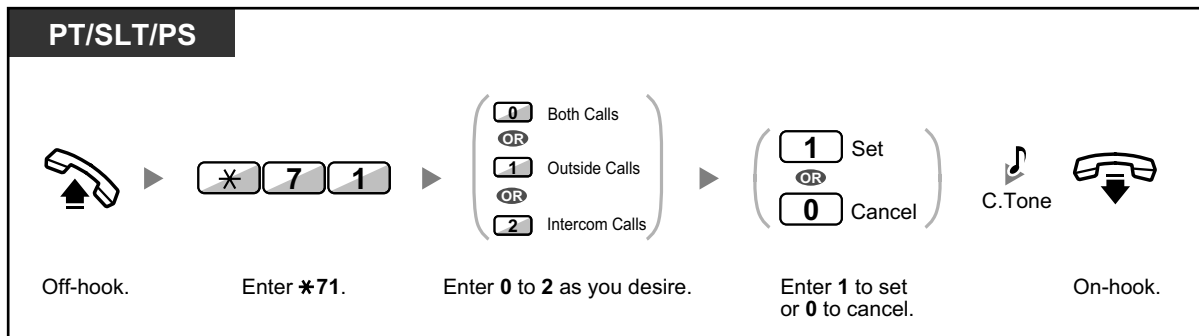 PT/SLT/PS
0 Both Calls
OR
1 Outside Calls
OR
2 Intercom Calls
✱ 7 1
1 Set
OR
0 Cancel
C.Tone
Off-hook.
Enter ✱71.
Enter 0 to 2 as you desire.
Enter 1 to set
or 0 to cancel.
On-hook.